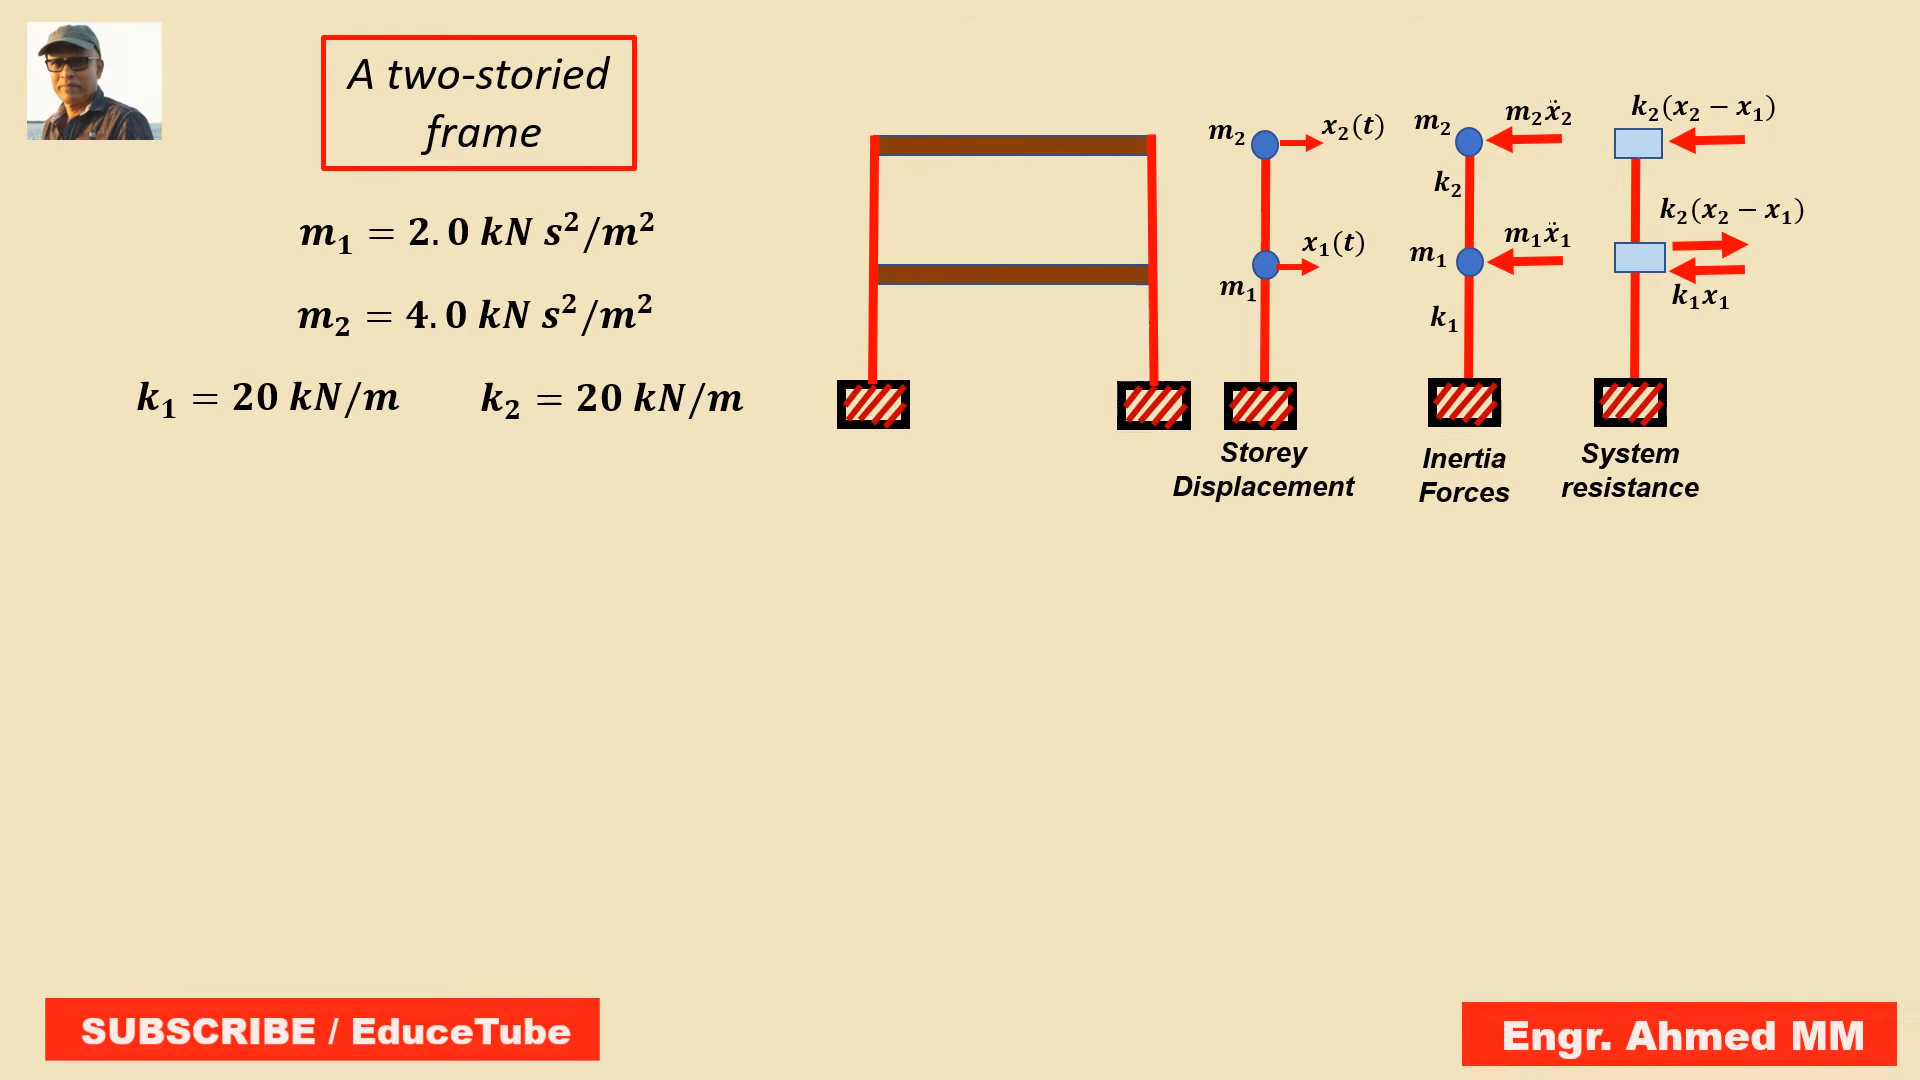 A two-storied
frame
m₁ = 2.0 kN s²/m²
m₂ = 4.0 kN s²/m²
k₁ = 20 kN/m k₂ = 20 kN/m
m₂ x₂(t)
x₁(t)
m₁
Storey
Displacement
m₂ m₂ẍ₂
k₂
m₁ m₁ẍ₁
k₁
Inertia
Forces
k₂(x₂ − x₁)
k₂(x₂ − x₁)
k₁x₁
System
resistance
SUBSCRIBE / EduceTube
Engr. Ahmed MM